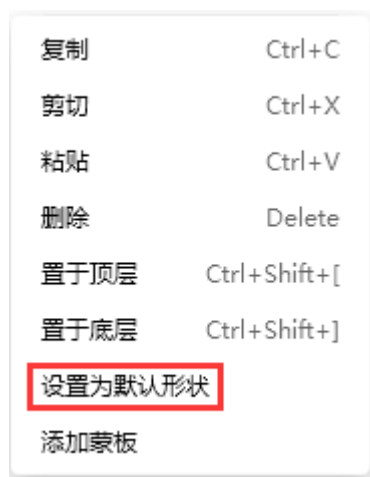 复制 Ctrl+C
剪切 Ctrl+X
粘贴 Ctrl+V
删除 Delete
置于顶层 Ctrl+Shift+[
置于底层 Ctrl+Shift+]
设置为默认形状
添加蒙板